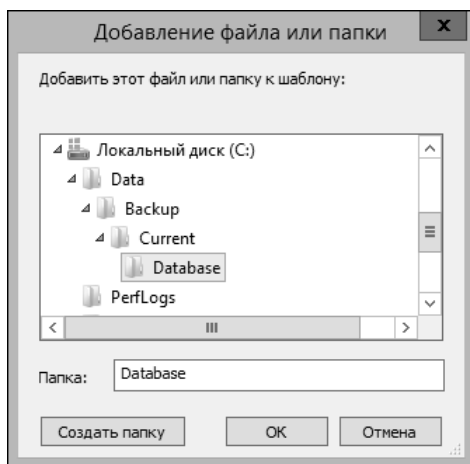 Добавление файла или папки
x
Добавить этот файл или папку к шаблону:
Локальный диск (C:)
Data
Backup
Current
Database
PerfLogs
Папка: Database
Создать папку OK Отмена